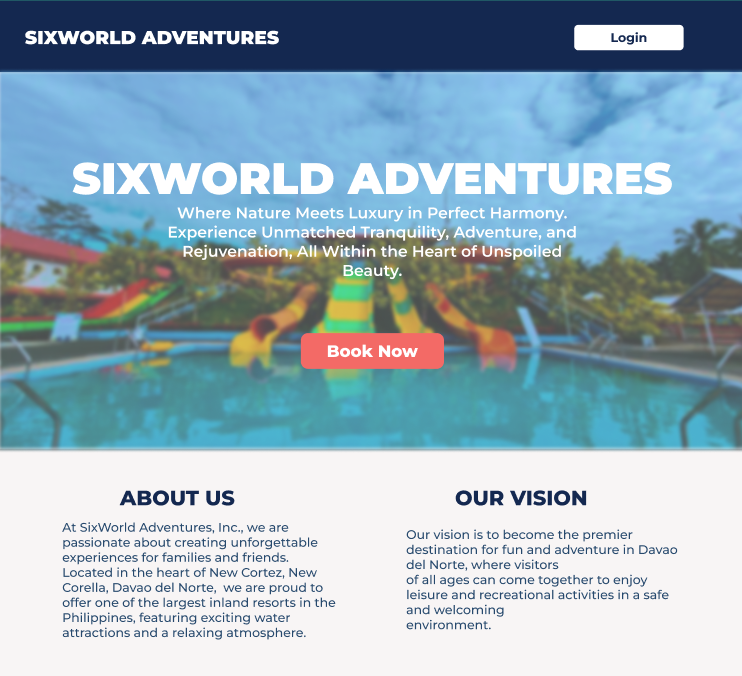 SIXWORLD ADVENTURES
Login
SIXWORLD ADVENTURES
Where Nature Meets Luxury in Perfect Harmony.
Experience Unmatched Tranquility, Adventure, and
Rejuvenation, All Within the Heart of Unspoiled
Beauty.
Book Now
ABOUT US
At SixWorld Adventures, Inc., we are
passionate about creating unforgettable
experiences for families and friends.
Located in the heart of New Cortez, New
Corella, Davao del Norte,  we are proud to
offer one of the largest inland resorts in the
Philippines, featuring exciting water
attractions and a relaxing atmosphere.
OUR VISION
Our vision is to become the premier
destination for fun and adventure in Davao
del Norte, where visitors
of all ages can come together to enjoy
leisure and recreational activities in a safe
and welcoming
environment.